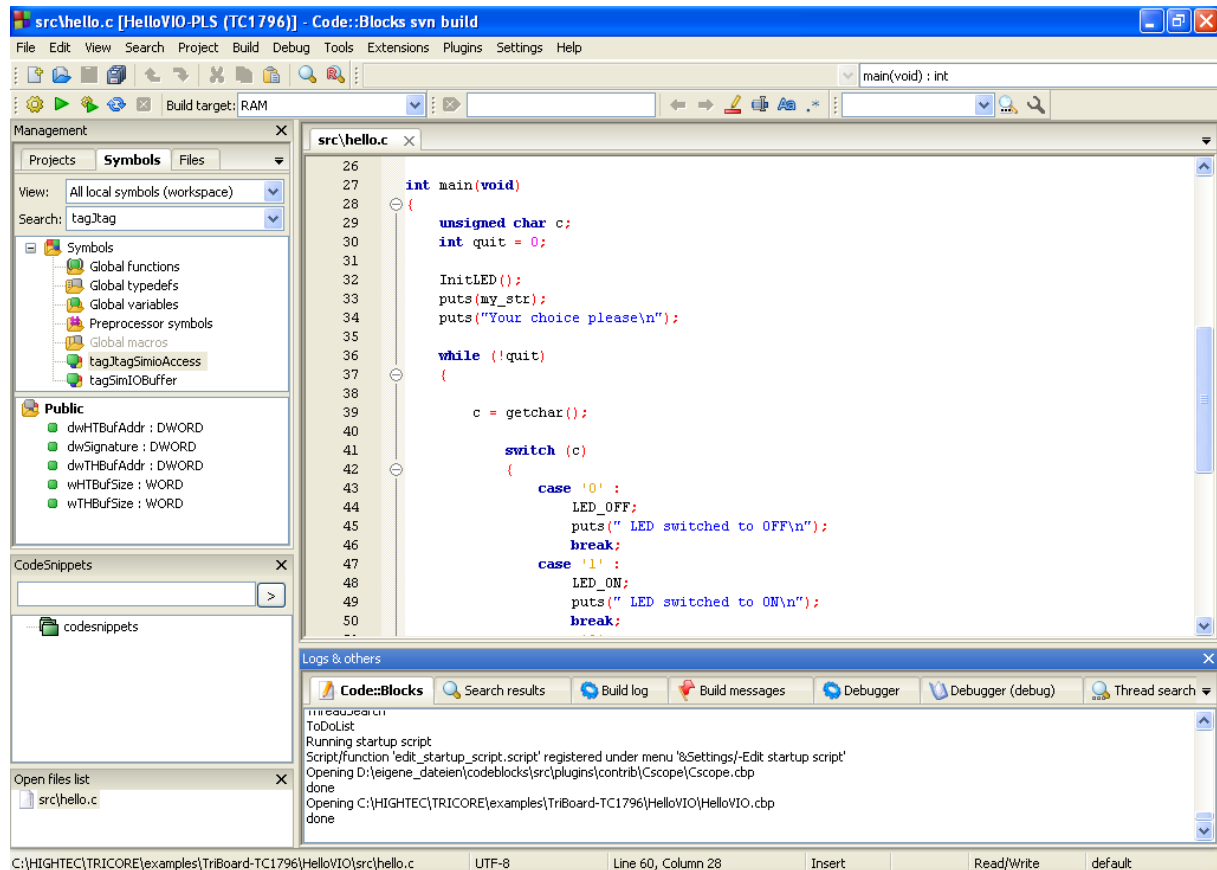 src\hello.c [HelloVIO-PLS (TC1796)] - Code::Blocks svn build
File Edit View Search Project Build Debug Tools Extensions Plugins Settings Help
main(void) : int
Build target: RAM
Management
Projects Symbols Files
View: All local symbols (workspace)
Search: tagJtag
Symbols
Global functions
Global typedefs
Global variables
Preprocessor symbols
Global macros
tagJtagSimioAccess
tagSimIOBuffer
Public
dwHTBufAddr : DWORD
dwSignature : DWORD
dwTHBufAddr : DWORD
wHTBufSize : WORD
wTHBufSize : WORD
CodeSnippets
>
codesnippets
Open files list
src\hello.c
src\hello.c
26
27 int main(void)
28 {
29 unsigned char c;
30 int quit = 0;
31
32 InitLED();
33 puts(my_str);
34 puts("Your choice please\n");
35
36 while (!quit)
37 {
38
39 c = getchar();
40
41 switch (c)
42 {
43 case '0' :
44 LED_OFF;
45 puts(" LED switched to OFF\n");
46 break;
47 case '1' :
48 LED_ON;
49 puts(" LED switched to ON\n");
50 break;
Logs & others
Code::Blocks Search results Build log Build messages Debugger Debugger (debug) Thread search
ThreadSearch
ToDoList
Running startup script
Script/function 'edit_startup_script.script' registered under menu '&Settings/-Edit startup script'
Opening D:\eigene_dateien\codeblocks\src\plugins\contrib\Cscope\Cscope.cbp
done
Opening C:\HIGHTEC\TRICORE\examples\TriBoard-TC1796\HelloVIO\HelloVIO.cbp
done
C:\HIGHTEC\TRICORE\examples\TriBoard-TC1796\HelloVIO\src\hello.c UTF-8 Line 60, Column 28 Insert Read/Write default